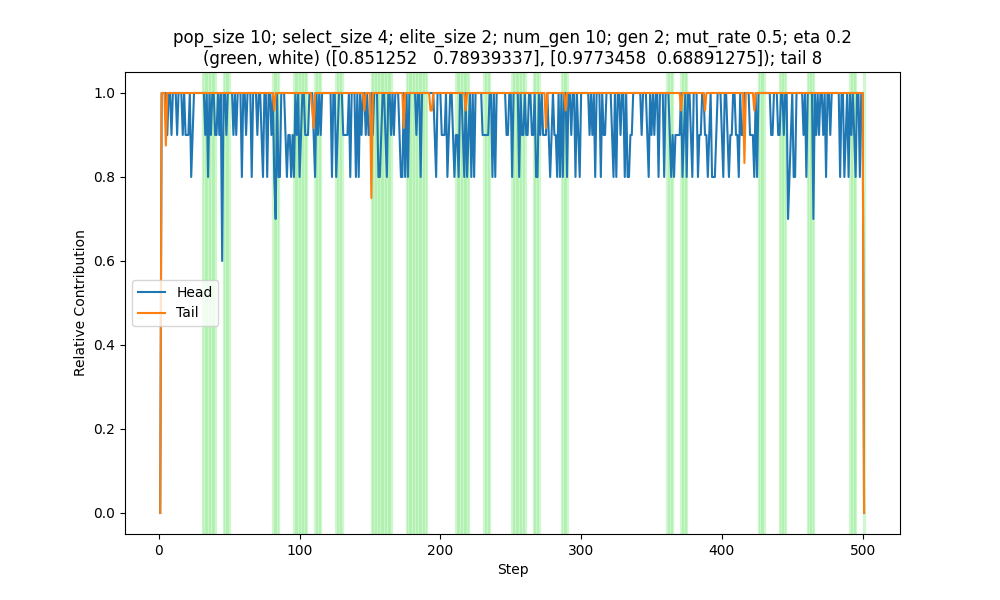 pop_size 10; select_size 4; elite_size 2; num_gen 10; gen 2; mut_rate 0.5; eta 0.2
(green, white) ([0.851252   0.78939337], [0.9773458  0.68891275]); tail 8
1.0
0.8
0.6
0.4
0.2
0.0
Relative Contribution
Head
Tail
0 100 200 300 400 500
Step